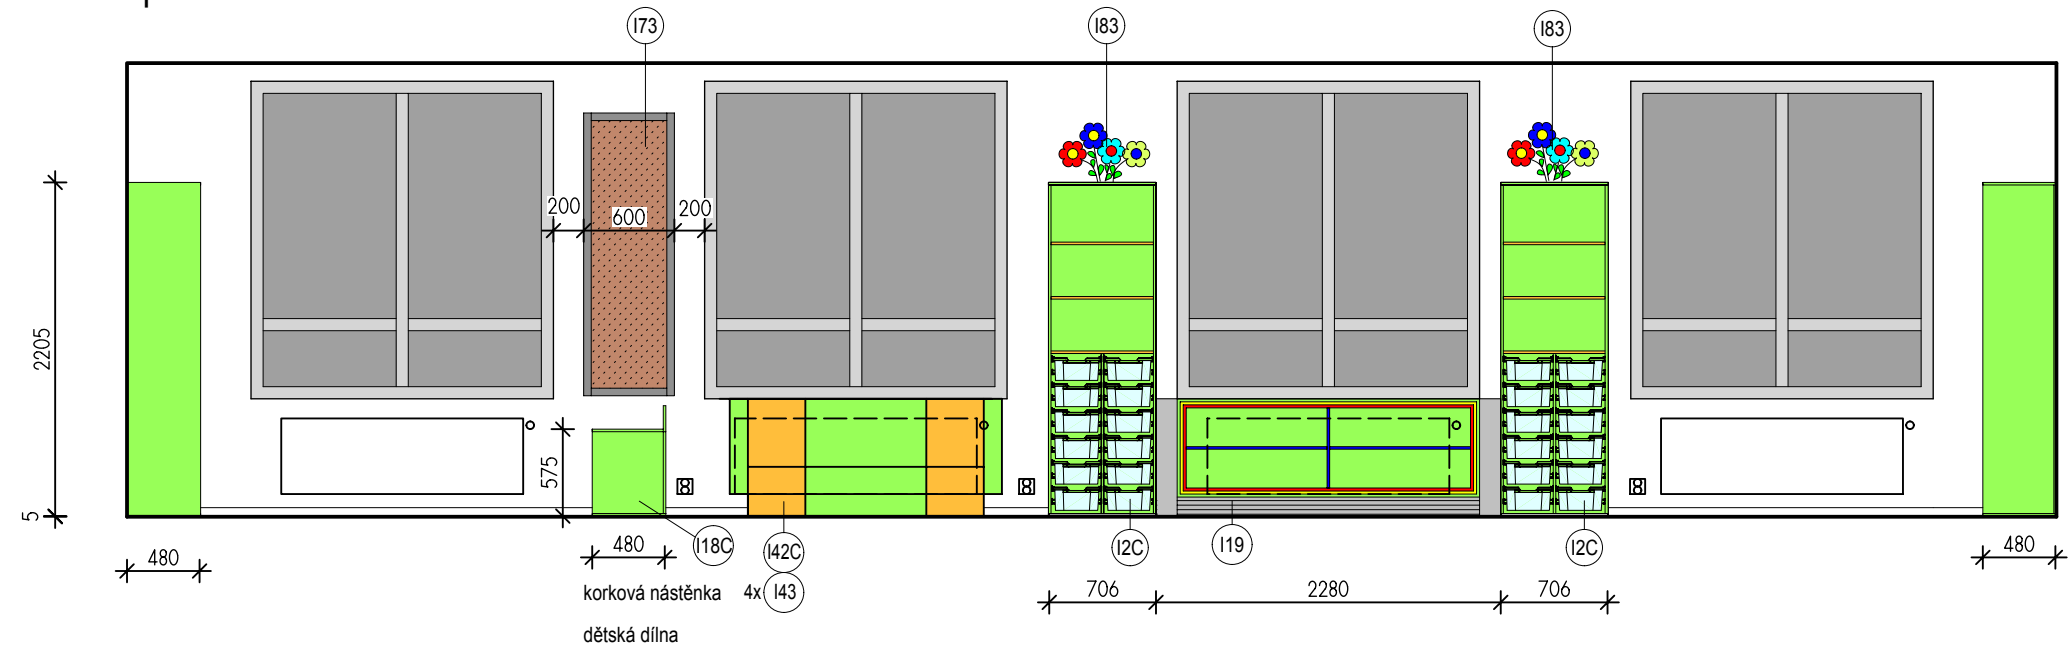 I73
I83
I83
200
600
200
2205
575
5
480
480
I18C
I42C
I2C
I19
I2C
480
korková nástěnka
4x I43
706
2280
706
dětská dílna